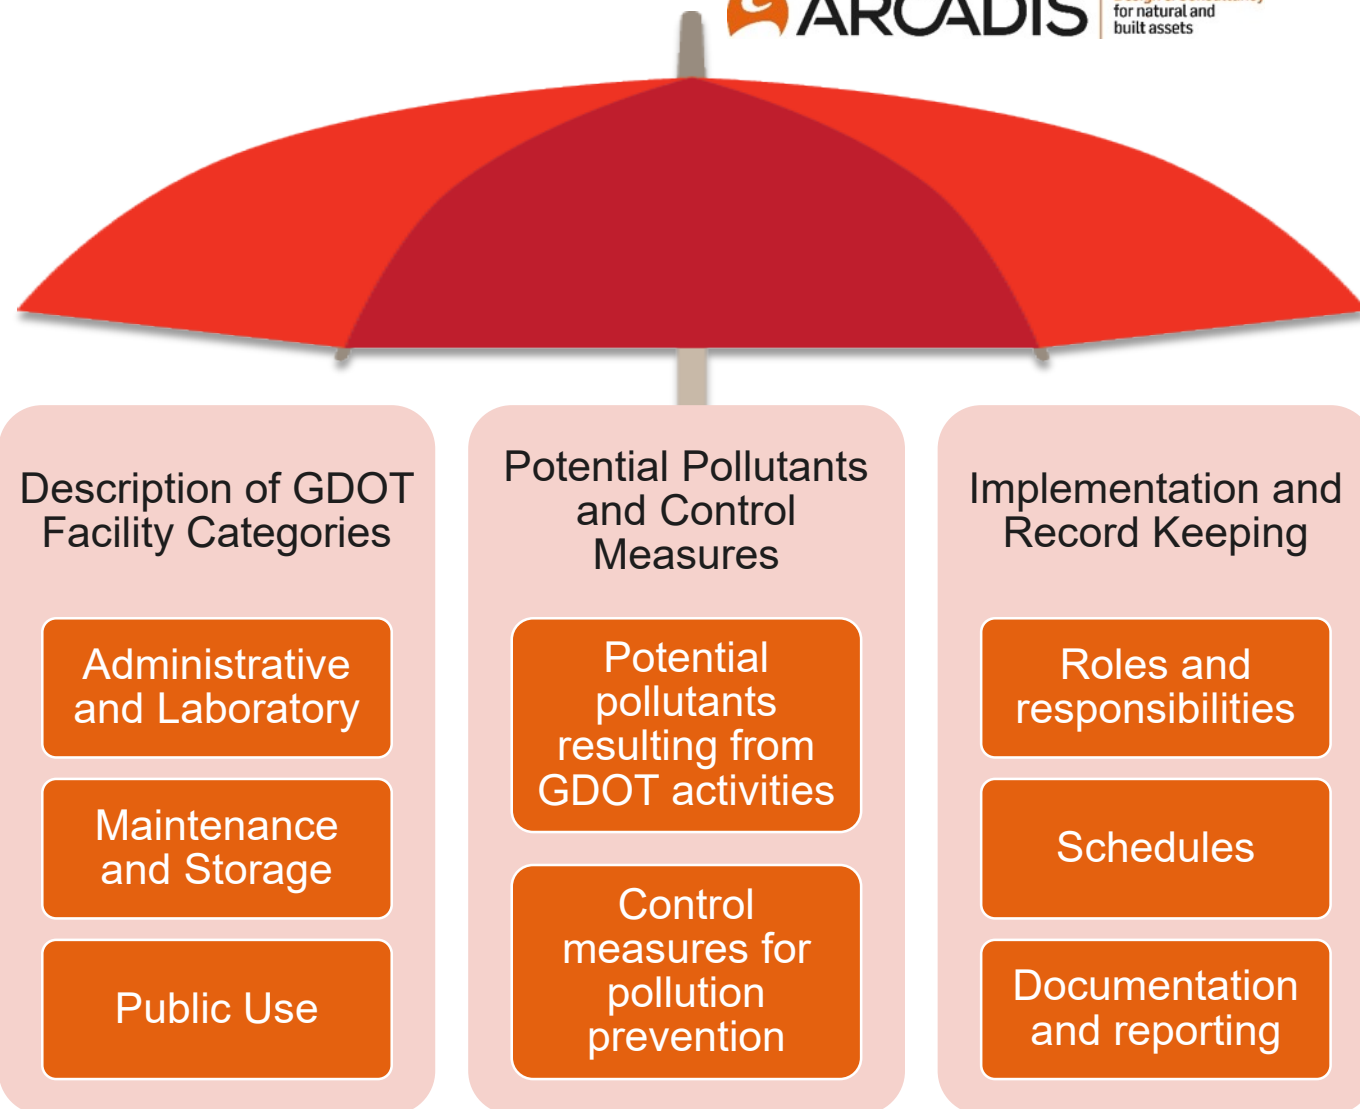 ARCADIS
for natural and
built assets
Description of GDOT
Facility Categories
Administrative
and Laboratory
Maintenance
and Storage
Public Use
Potential Pollutants
and Control
Measures
Potential
pollutants
resulting from
GDOT activities
Control
measures for
pollution
prevention
Implementation and
Record Keeping
Roles and
responsibilities
Schedules
Documentation
and reporting